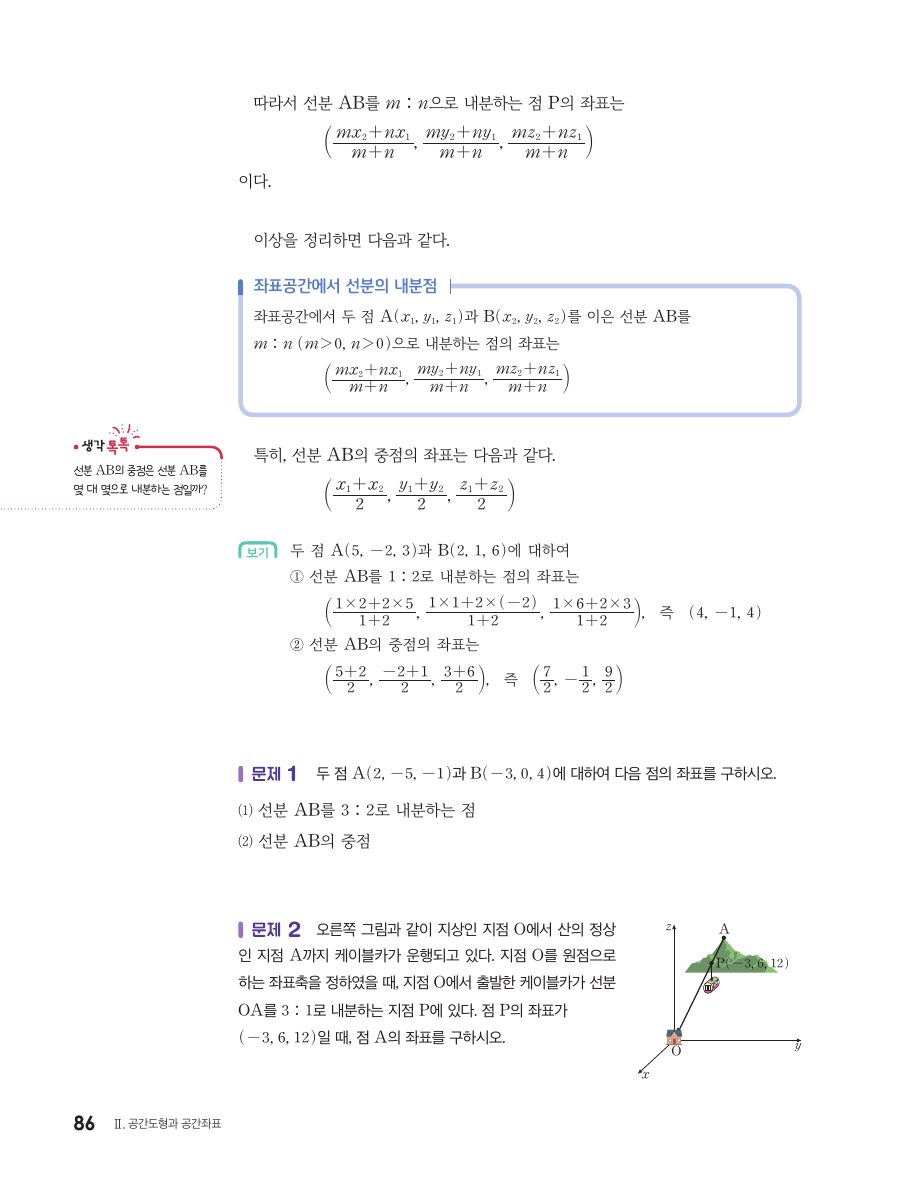 따라서 선분 AB를 m : n으로 내분하는 점 P의 좌표는
( (mx₂+nx₁)/(m+n), (my₂+ny₁)/(m+n), (mz₂+nz₁)/(m+n) )
이다.
이상을 정리하면 다음과 같다.
좌표공간에서 선분의 내분점
좌표공간에서 두 점 A(x₁, y₁, z₁)과 B(x₂, y₂, z₂)를 이은 선분 AB를
m : n (m>0, n>0)으로 내분하는 점의 좌표는
( (mx₂+nx₁)/(m+n), (my₂+ny₁)/(m+n), (mz₂+nz₁)/(m+n) )
생각 톡톡
선분 AB의 중점은 선분 AB를
몇 대 몇으로 내분하는 점일까?
특히, 선분 AB의 중점의 좌표는 다음과 같다.
( (x₁+x₂)/2, (y₁+y₂)/2, (z₁+z₂)/2 )
보기 두 점 A(5, -2, 3)과 B(2, 1, 6)에 대하여
① 선분 AB를 1 : 2로 내분하는 점의 좌표는
( (1×2+2×5)/(1+2), (1×1+2×(-2))/(1+2), (1×6+2×3)/(1+2) ), 즉 (4, -1, 4)
② 선분 AB의 중점의 좌표는
( (5+2)/2, (-2+1)/2, (3+6)/2 ), 즉 ( 7/2, -1/2, 9/2 )
문제 1 두 점 A(2, -5, -1)과 B(-3, 0, 4)에 대하여 다음 점의 좌표를 구하시오.
⑴ 선분 AB를 3 : 2로 내분하는 점
⑵ 선분 AB의 중점
문제 2 오른쪽 그림과 같이 지상인 지점 O에서 산의 정상
인 지점 A까지 케이블카가 운행되고 있다. 지점 O를 원점으로
하는 좌표축을 정하였을 때, 지점 O에서 출발한 케이블카가 선분
OA를 3 : 1로 내분하는 지점 P에 있다. 점 P의 좌표가
(-3, 6, 12)일 때, 점 A의 좌표를 구하시오.
z
A
P(-3, 6, 12)
O
y
x
86 Ⅱ. 공간도형과 공간좌표